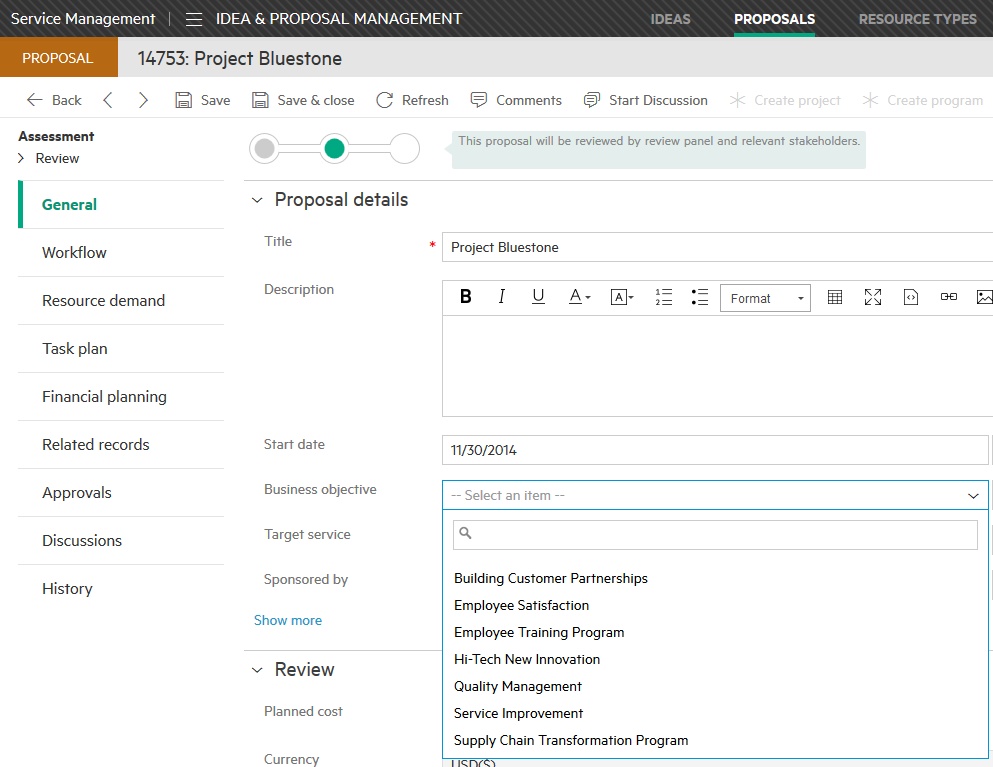 Service Management | IDEA & PROPOSAL MANAGEMENT IDEAS PROPOSALS RESOURCE TYPES
PROPOSAL 14753: Project Bluestone
Back Save Save & close Refresh Comments Start Discussion Create project Create program
Assessment
> Review
This proposal will be reviewed by review panel and relevant stakeholders.
General
Workflow
Resource demand
Task plan
Financial planning
Related records
Approvals
Discussions
History
Proposal details
Title * Project Bluestone
Description B I U A A Format
Start date 11/30/2014
Business objective -- Select an item --
Target service
Sponsored by
Show more
Building Customer Partnerships
Employee Satisfaction
Employee Training Program
Hi-Tech New Innovation
Quality Management
Service Improvement
Supply Chain Transformation Program
Review
Planned cost
Currency USD($)